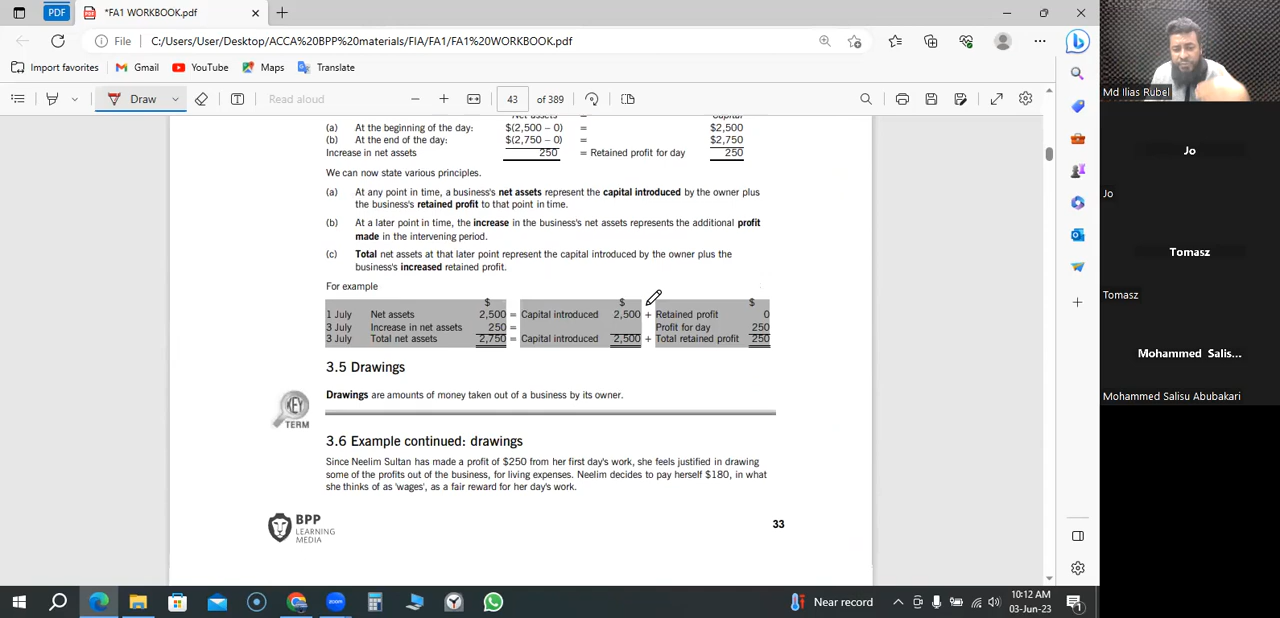 PDF
*FA1 WORKBOOK.pdf
File
C:/Users/User/Desktop/ACCA%20BPP%20materials/FIA/FA1/FA1%20WORKBOOK.pdf
Import favorites
Gmail
YouTube
Maps
Translate
Draw
Read aloud
43
of 389
(a) At the beginning of the day: $(2,500 – 0) = $2,500
(b) At the end of the day: $(2,750 – 0) = $2,750
Increase in net assets 250 = Retained profit for day 250
We can now state various principles.
(a) At any point in time, a business's net assets represent the capital introduced by the owner plus
the business's retained profit to that point in time.
(b) At a later point in time, the increase in the business's net assets represents the additional profit
made in the intervening period.
(c) Total net assets at that later point represent the capital introduced by the owner plus the
business's increased retained profit.
For example
$ $ $
1 July Net assets 2,500 = Capital introduced 2,500 + Retained profit 0
3 July Increase in net assets 250 = Profit for day 250
3 July Total net assets 2,750 = Capital introduced 2,500 + Total retained profit 250
3.5 Drawings
KEY
TERM
Drawings are amounts of money taken out of a business by its owner.
3.6 Example continued: drawings
Since Neelim Sultan has made a profit of $250 from her first day's work, she feels justified in drawing
some of the profits out of the business, for living expenses. Neelim decides to pay herself $180, in what
she thinks of as 'wages', as a fair reward for her day's work.
BPP
LEARNING
MEDIA
33
Md Ilias Rubel
Jo
Jo
Tomasz
Tomasz
Mohammed Salis...
Mohammed Salisu Abubakari
zoom
Near record
10:12 AM
03-Jun-23
1